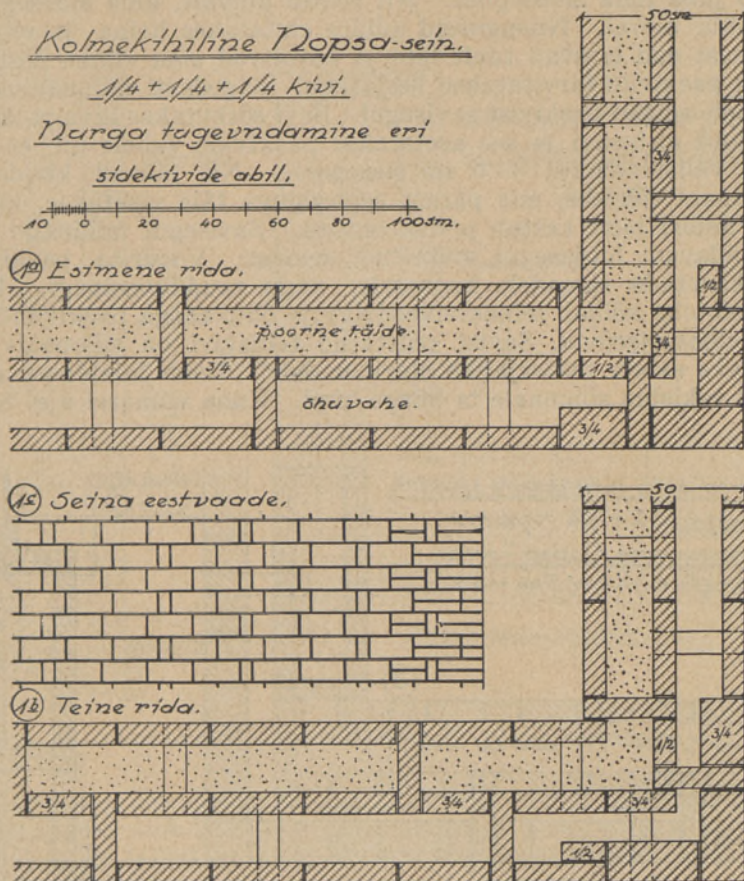 Kolmekihiline Nopsa-sein.
1/4 + 1/4 + 1/4 kivi.
Nurga tugevndamine eri
sidekivide abil.
10 0 20 40 60 80 100sm.
50sm
3/4
1/2
3/4
1a Esimene rida.
poorne täide.
3/4
1/2
õhuvahe.
3/4
1c Seina eestvaade.
50
1b Teine rida.
1/2
3/4
3/4
3/4
3/4
1/2